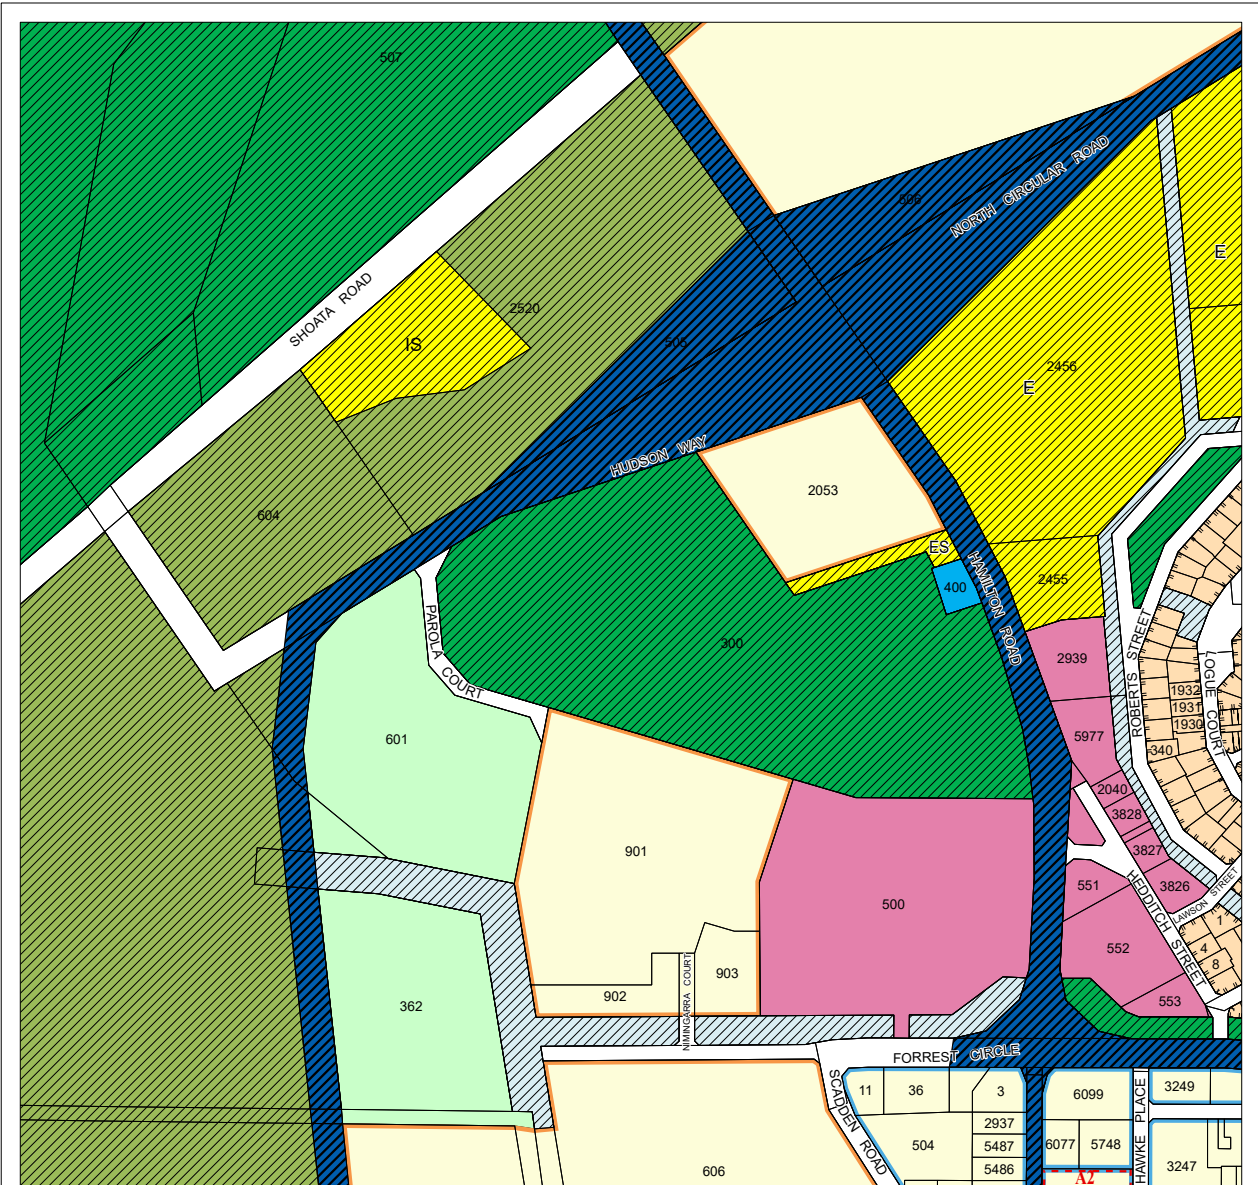 507
506
NORTH CIRCULAR ROAD
E
SHOATA ROAD
2520
IS
505
2456
E
HUDSON WAY
2053
604
ES
HAMILTON ROAD
400
2455
PAROLA COURT
300
2939
ROBERTS STREET
LOGUE COURT
1932
1931
1930
340
601
5977
2040
3828
3827
3826
901
551
HEDDITCH STREET
LAWSON STREET
500
1
4
8
552
903
902
NIMINGARRA COURT
553
362
FORREST CIRCLE
SCADDEN ROAD
11
36
3
6099
HAWKE PLACE
3249
2937
504
5487
6077
5748
5486
3247
606
A2